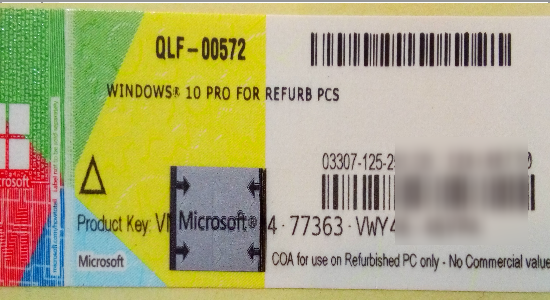 QLF-00572
WINDOWS® 10 PRO FOR REFURB PCS
03307-125-2
Product Key: VN Microsoft® 4-77363-VWY4
Microsoft
COA for use on Refurbished PC only - No Commercial value